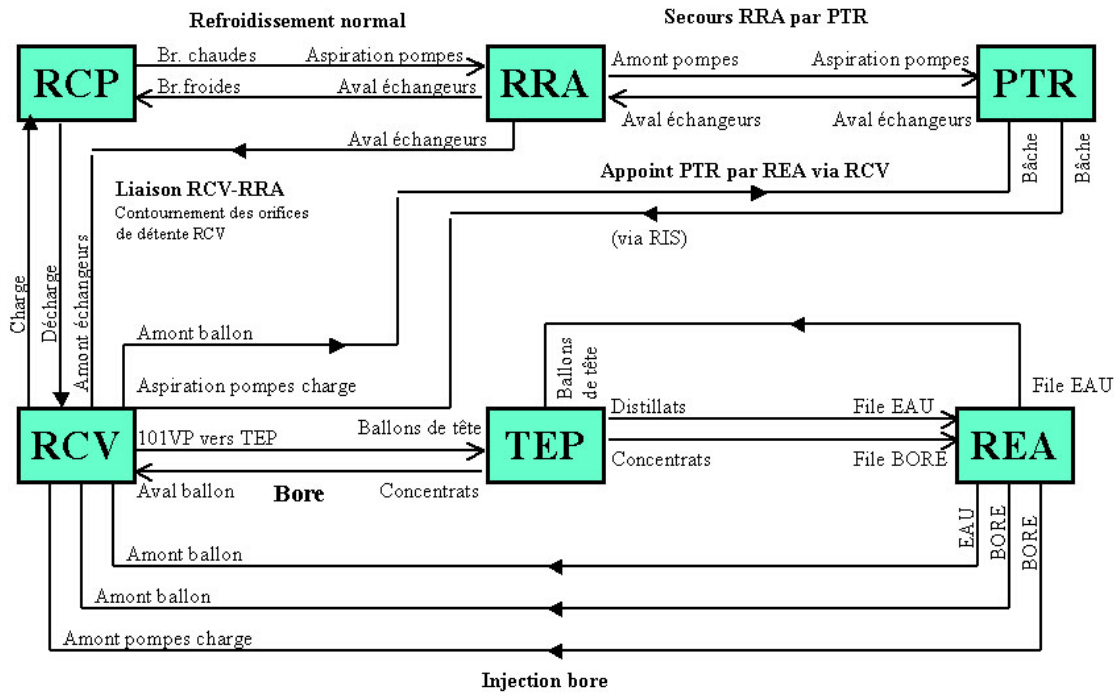 Refroidissement normal
Secours RRA par PTR
RCP
Br. chaudes
Aspiration pompes
RRA
Amont pompes
Aspiration pompes
PTR
Br.froides
Aval échangeurs
Aval échangeurs
Aval échangeurs
Aval échangeurs
Bâche
Bâche
Liaison RCV-RRA
Contournement des orifices
de détente RCV
Appoint PTR par REA via RCV
(via RIS)
Charge
Décharge
Amont échangeurs
Amont ballon
Aspiration pompes charge
Ballons
de tête
File EAU
RCV
101VP vers TEP
Ballons de tête
TEP
Distillats
File EAU
REA
Concentrats
File BORE
Aval ballon
Bore
Concentrats
EAU
BORE
BORE
Amont ballon
Amont ballon
Amont pompes charge
Injection bore